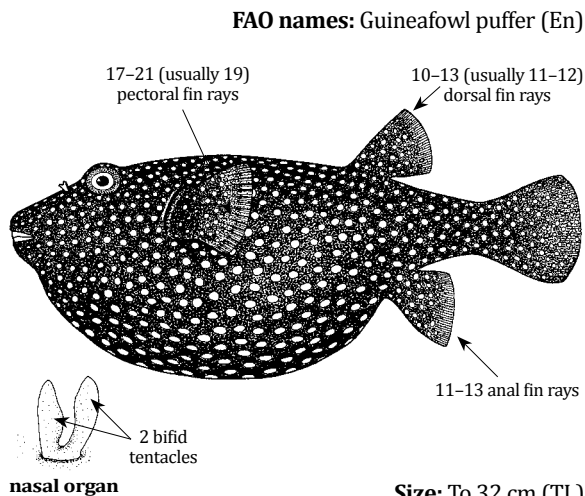 FAO names: Guineafowl puffer (En)
17–21 (usually 19)
pectoral fin rays
10–13 (usually 11–12)
dorsal fin rays
11–13 anal fin rays
2 bifid
tentacles
nasal organ
Size: To 32 cm (TL)